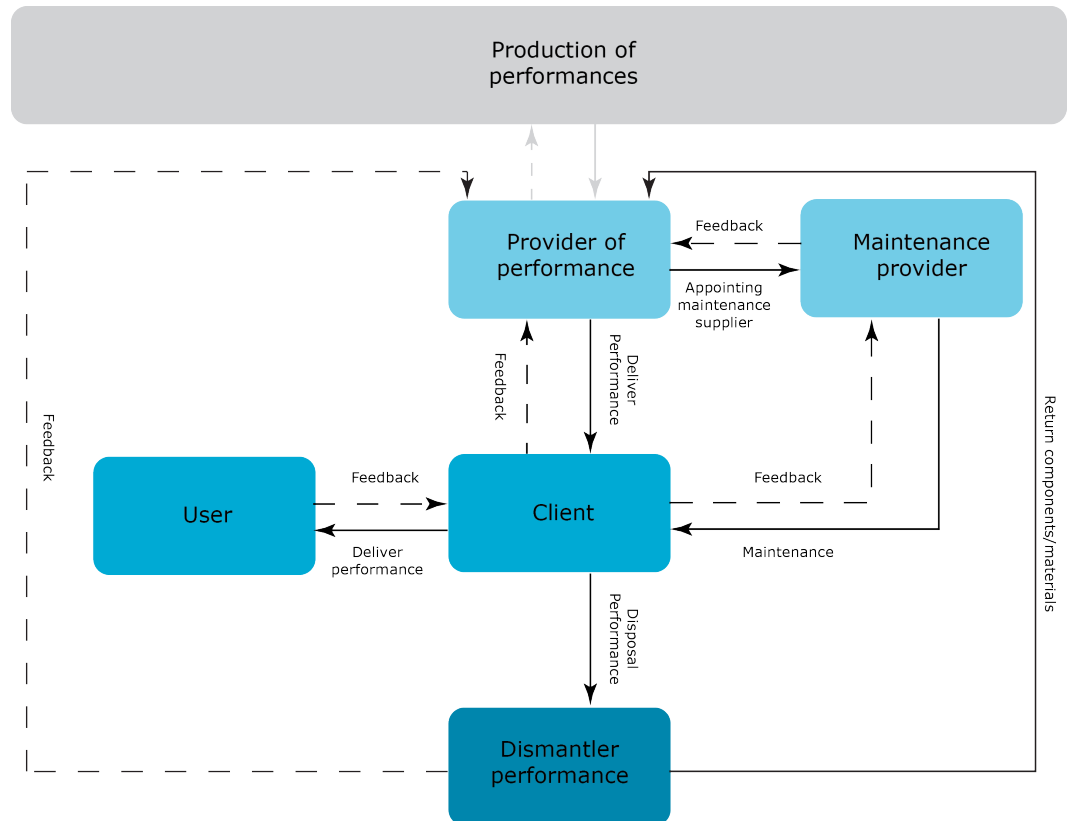 Production of
performances
Provider of
performance
Feedback
Maintenance
provider
Appointing
maintenance
supplier
Feedback
Deliver
Performance
Feedback
Return components/materials
User
Feedback
Client
Feedback
Deliver
performance
Maintenance
Disposal
Performance
Dismantler
performance